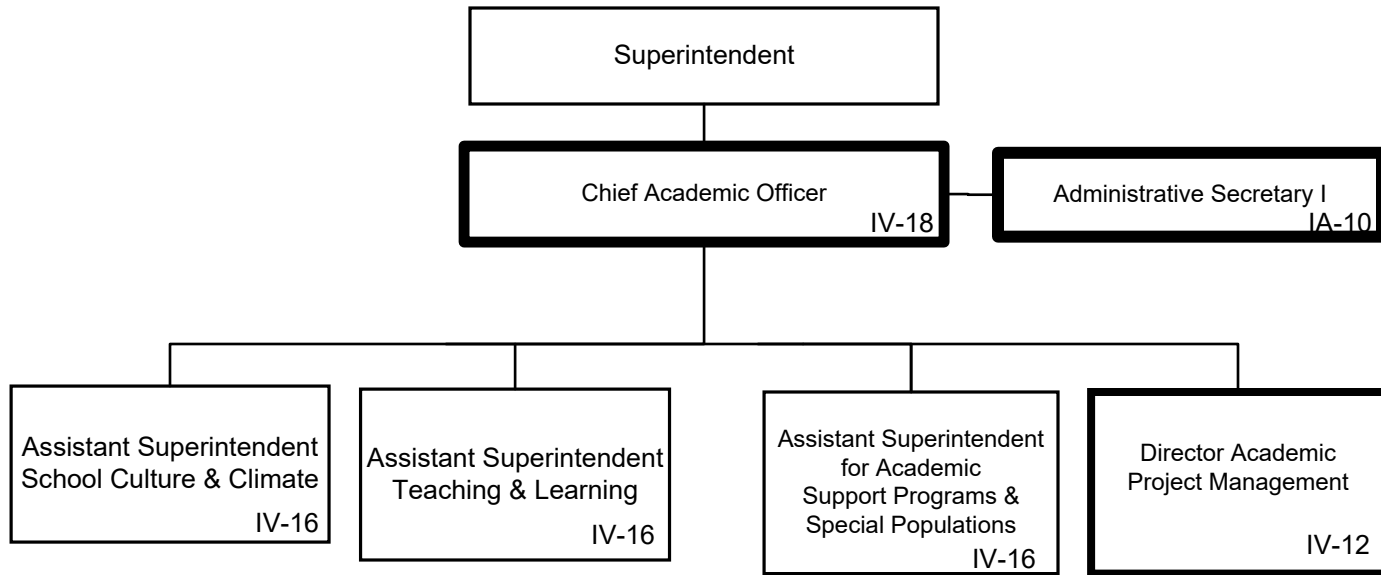 Superintendent
Chief Academic Officer
IV-18
Administrative Secretary I
IA-10
Assistant Superintendent
School Culture & Climate
IV-16
Assistant Superintendent
Teaching & Learning
IV-16
Assistant Superintendent
for Academic
Support Programs &
Special Populations
IV-16
Director Academic
Project Management
IV-12